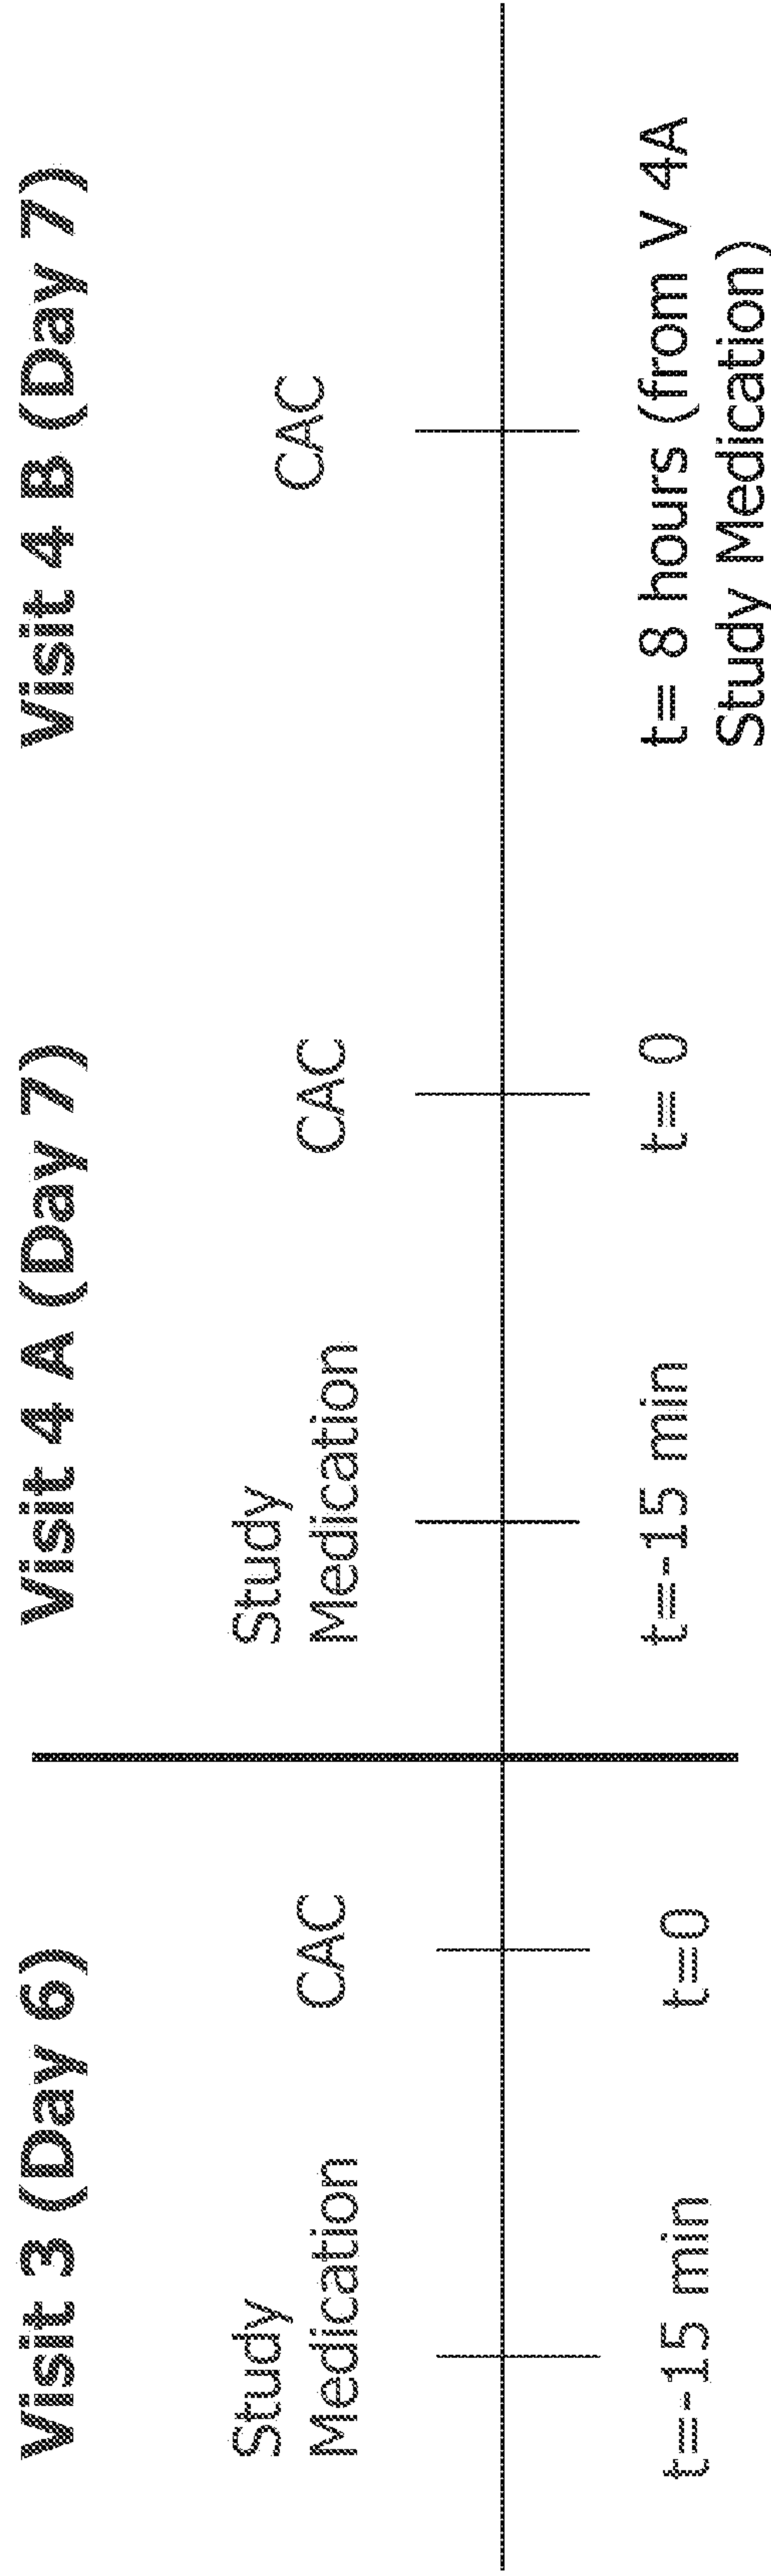 Visit 3 (Day 6)
Visit 4 A (Day 7)
Visit 4 B (Day 7)
Study
Medication
CAC
Study
Medication
CAC
CAC
t=-15 min
t=0
t=-15 min
t= 0
t= 8 hours (from V 4A
Study Medication)